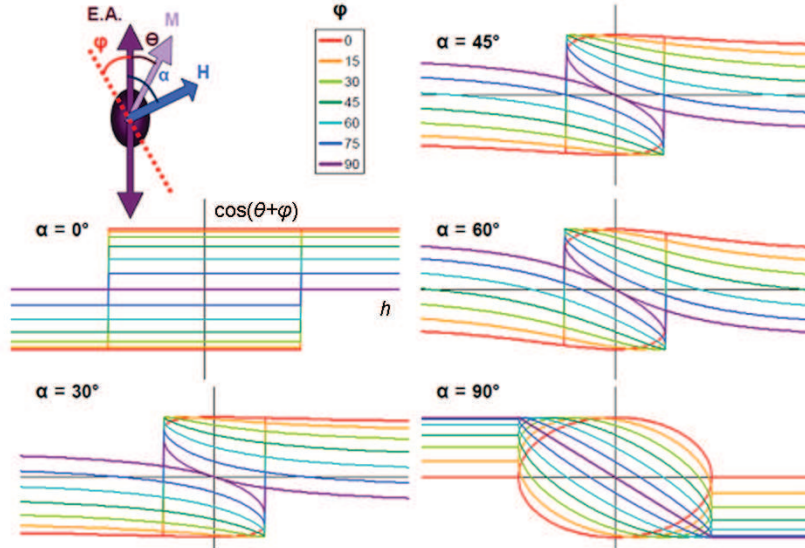 E.A.
M
φ
Θ
α
H
φ
0
15
30
45
60
75
90
α = 45°
cos(θ+φ)
α = 0°
h
α = 60°
α = 30°
α = 90°